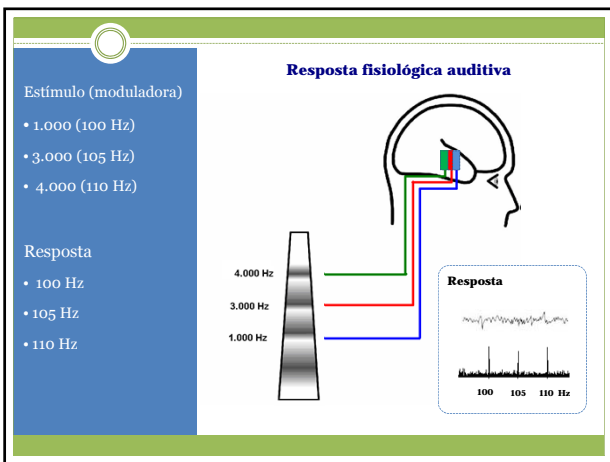 Resposta fisiológica auditiva
Estímulo (moduladora)
• 1.000 (100 Hz)
• 3.000 (105 Hz)
• 4.000 (110 Hz)
Resposta
• 100 Hz
• 105 Hz
• 110 Hz
4.000 Hz
3.000 Hz
1.000 Hz
Resposta
100 105 110 Hz